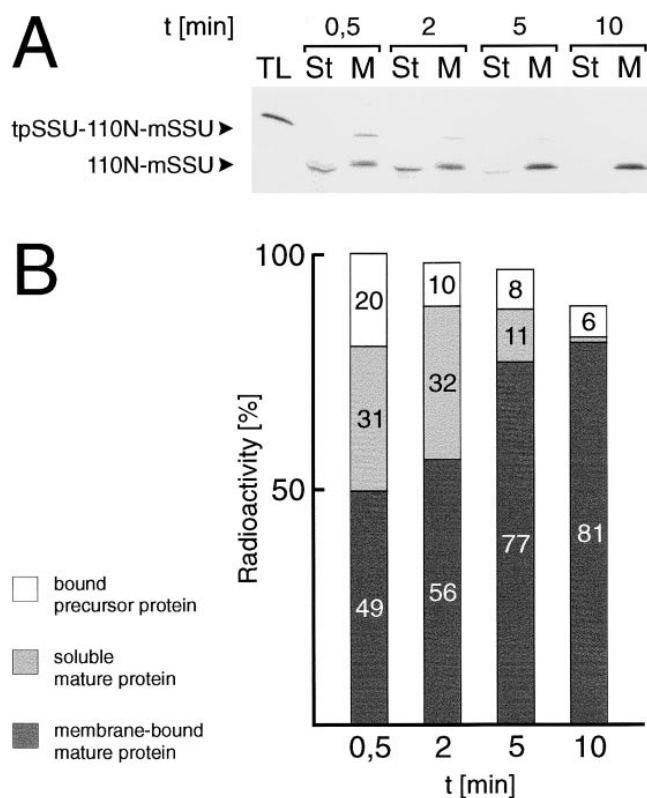 A
t [min] 0,5 2 5 10
TL St M St M St M St M
tpSSU-110N-mSSU➤
110N-mSSU➤
B
100
50
Radioactivity [%]
20 10 8 6
31 32 11
49 56 77 81
bound
precursor protein
soluble
mature protein
membrane-bound
mature protein
0,5 2 5 10
t [min]